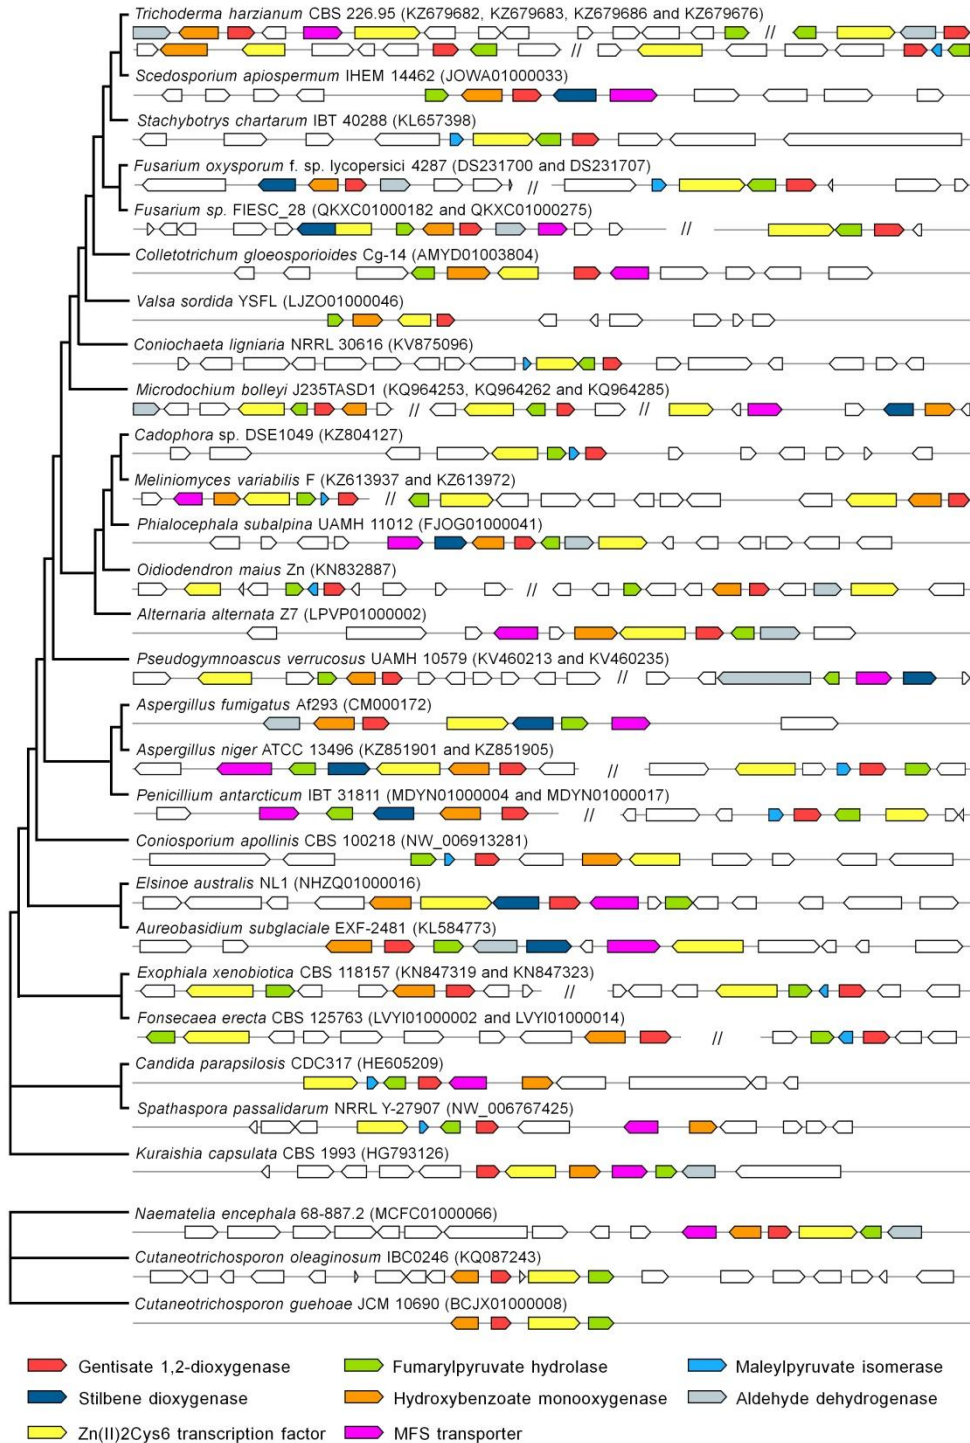 Trichoderma harzianum CBS 226.95 (KZ679682, KZ679683, KZ679686 and KZ679676)
//
//
Scedosporium apiospermum IHEM 14462 (JOWA01000033)
Stachybotrys chartarum IBT 40288 (KL657398)
Fusarium oxysporum f. sp. lycopersici 4287 (DS231700 and DS231707)
//
Fusarium sp. FIESC_28 (QKXC01000182 and QKXC01000275)
//
Colletotrichum gloeosporioides Cg-14 (AMYD01003804)
Valsa sordida YSFL (LJZO01000046)
Coniochaeta ligniaria NRRL 30616 (KV875096)
Microdochium bolleyi J235TASD1 (KQ964253, KQ964262 and KQ964285)
// //
Cadophora sp. DSE1049 (KZ804127)
Meliniomyces variabilis F (KZ613937 and KZ613972)
//
Phialocephala subalpina UAMH 11012 (FJOG01000041)
Oidiodendron maius Zn (KN832887)
//
Alternaria alternata Z7 (LPVP01000002)
Pseudogymnoascus verrucosus UAMH 10579 (KV460213 and KV460235)
//
Aspergillus fumigatus Af293 (CM000172)
Aspergillus niger ATCC 13496 (KZ851901 and KZ851905)
//
Penicillium antarcticum IBT 31811 (MDYN01000004 and MDYN01000017)
//
Coniosporium apollinis CBS 100218 (NW_006913281)
Elsinoe australis NL1 (NHZQ01000016)
Aureobasidium subglaciale EXF-2481 (KL584773)
Exophiala xenobiotica CBS 118157 (KN847319 and KN847323)
//
Fonsecaea erecta CBS 125763 (LVYI01000002 and LVYI01000014)
//
Candida parapsilosis CDC317 (HE605209)
Spathaspora passalidarum NRRL Y-27907 (NW_006767425)
Kuraishia capsulata CBS 1993 (HG793126)
Naematelia encephala 68-887.2 (MCFC01000066)
Cutaneotrichosporon oleaginosum IBC0246 (KQ087243)
Cutaneotrichosporon guehoae JCM 10690 (BCJX01000008)
Gentisate 1,2-dioxygenase Fumarylpyruvate hydrolase Maleylpyruvate isomerase
Stilbene dioxygenase Hydroxybenzoate monooxygenase Aldehyde dehydrogenase
Zn(II)2Cys6 transcription factor MFS transporter